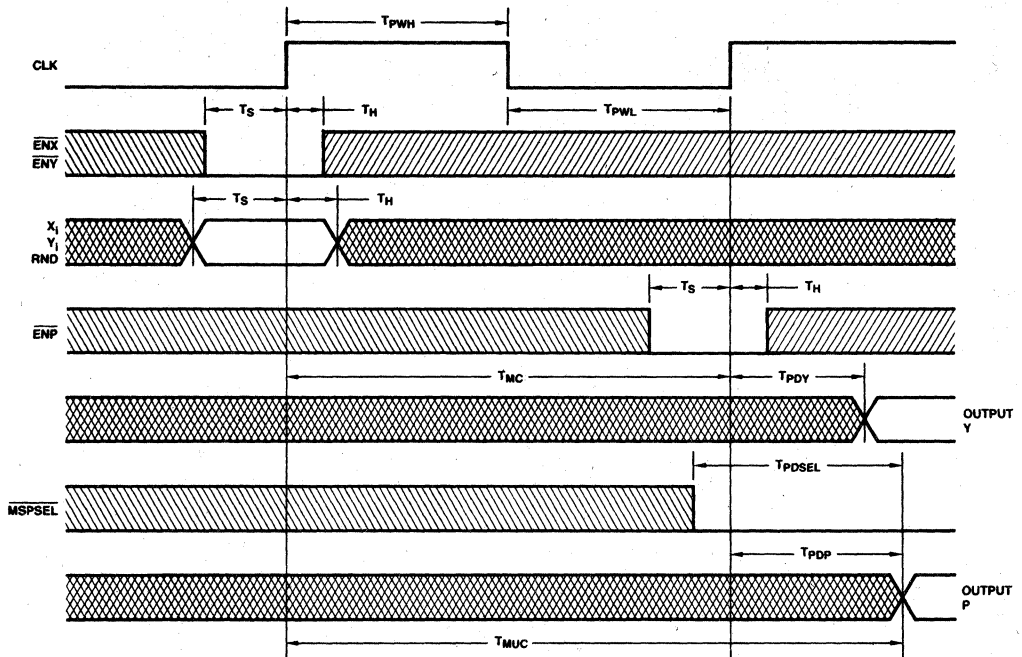 TPWH
CLK
TS
TH
TPWL
ENX
ENY
TS
TH
Xi
Yi
RND
TS
TH
ENP
TMC
TPDY
OUTPUT
Y
TPDSEL
MSPSEL
TPDP
OUTPUT
P
TMUC